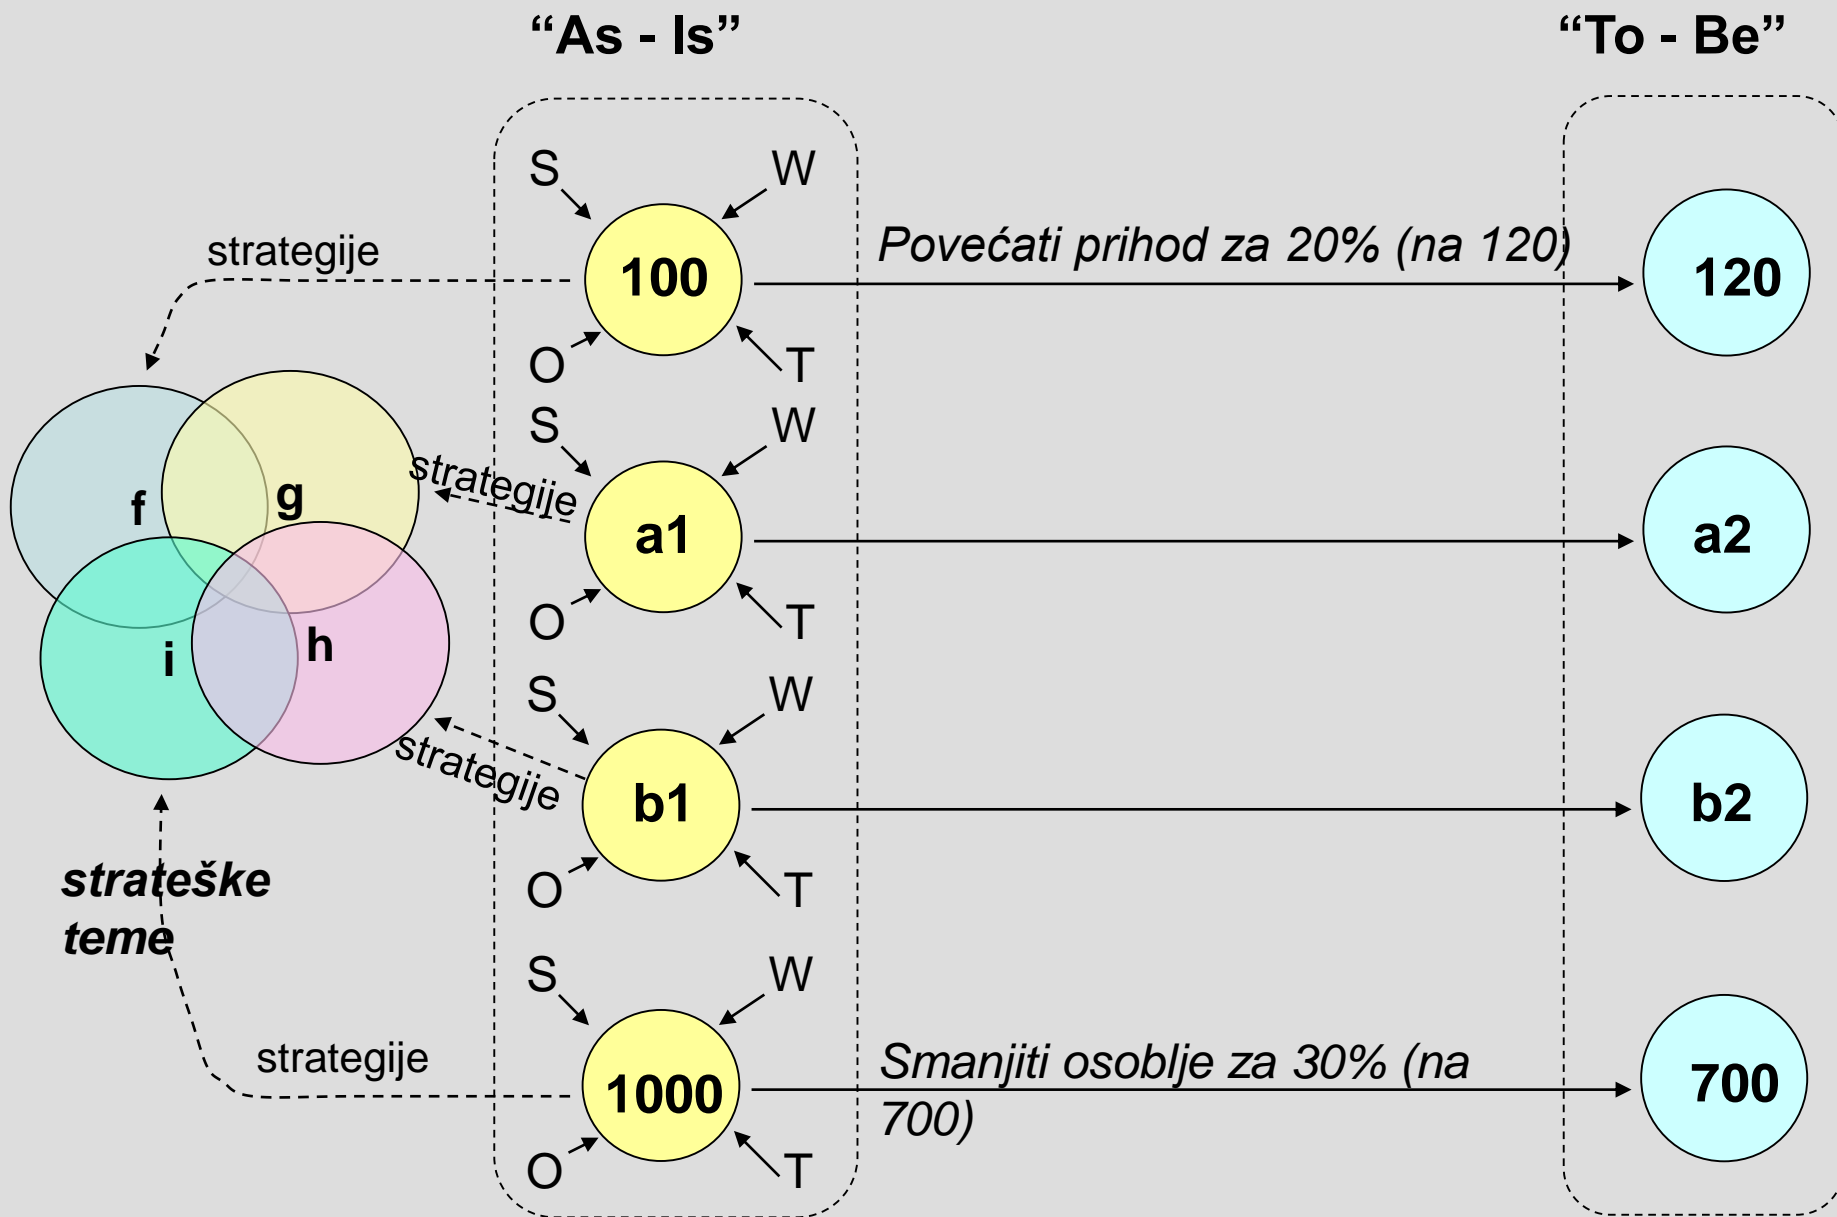 “As - Is”
“To - Be”
S
W
strategije
100
Povećati prihod za 20% (na 120)
120
O
T
S
W
f
g
strategije
a1
a2
O
T
i
h
S
W
strategije
b1
b2
O
T
strateške
teme
S
W
strategije
1000
Smanjiti osoblje za 30% (na
700)
700
O
T